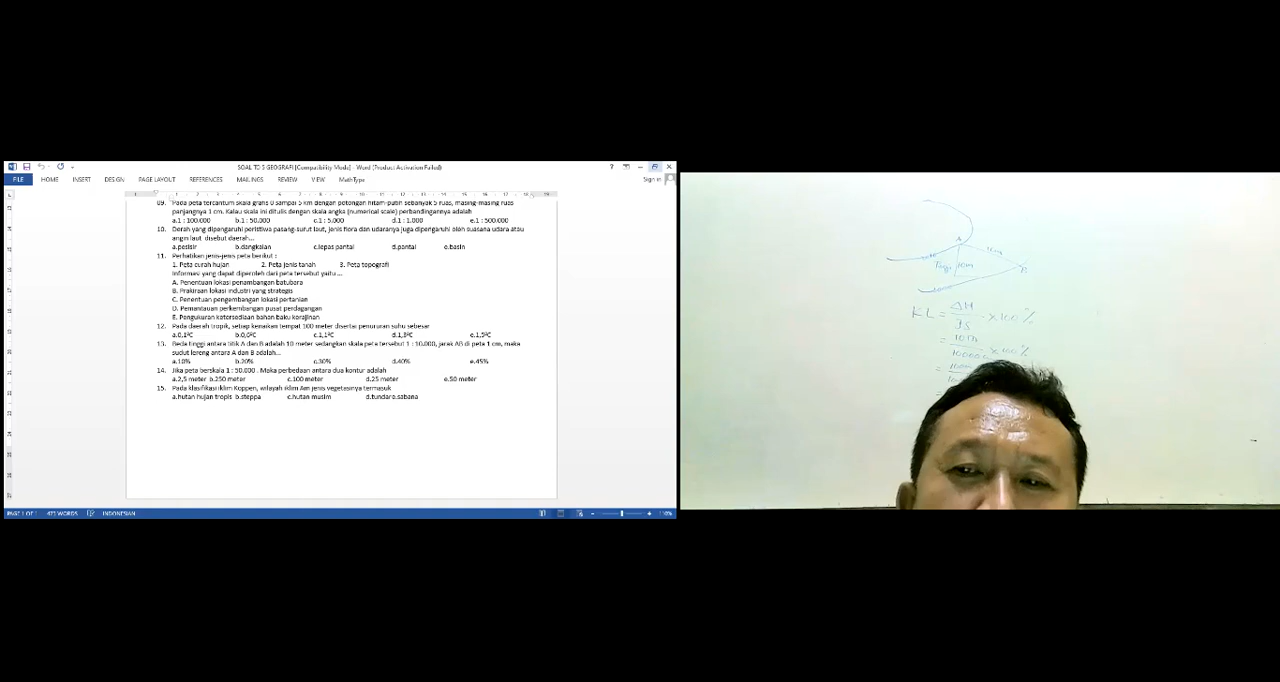 SOAL TO 5 GEOGRAFI [Compatibility Mode] - Word (Product Activation Failed)
FILE HOME INSERT DESIGN PAGE LAYOUT REFERENCES MAILINGS REVIEW VIEW MathType Sign in
09. Pada peta tercantum skala grafis 0 sampai 5 km dengan potongan hitam-putih sebanyak 5 ruas, masing-masing ruas
panjangnya 1 cm. Kalau skala ini ditulis dengan skala angka (numerical scale) perbandingannya adalah
a.1 : 100.000 b.1 : 50.000 c.1 : 5.000 d.1 : 1.000 e.1 : 500.000
10. Derah yang dipengaruhi peristiwa pasang-surut laut, jenis flora dan udaranya juga dipengaruhi oleh suasana udara atau
angin laut disebut daerah...
a.pesisir b.dangkalan c.lepas pantai d.pantai e.basin
11. Perhatikan jenis-jenis peta berikut :
1. Peta curah hujan 2. Peta jenis tanah 3. Peta topografi
Informasi yang dapat diperoleh dari peta tersebut yaitu ...
A. Penentuan lokasi penambangan batubara
B. Prakiraan lokasi industri yang strategis
C. Penentuan pengembangan lokasi pertanian
D. Pemantauan perkembangan pusat perdagangan
E. Pengukuran ketersediaan bahan baku kerajinan
12. Pada daerah tropik, setiap kenaikan tempat 100 meter disertai penurunan suhu sebesar
a.0,1⁰C b.0,6⁰C c.1,1⁰C e.1,5⁰C
13. Beda tinggi antara titik A dan B adalah 10 meter sedangkan skala peta tersebut 1 : 10.000, jarak AB di peta 1 cm, maka
sudut lereng antara A dan B adalah...
a.10% b.20% c.30% d.40% e.45%
14. Jika peta berskala 1 : 50.000 . Maka perbedaan antara dua kontur adalah
a.2,5 meter b.250 meter c.100 meter d.25 meter e.50 meter
15. Pada klasifikasi iklim Koppen, wilayah iklim Am jenis vegetasinya termasuk
a.hutan hujan tropis b.steppa c.hutan musim d.tundare.sabana
PAGE 1 OF 1 473 WORDS INDONESIAN
A
10m
B
KL = ΔH
× 100 %
= 10m
× 100 %